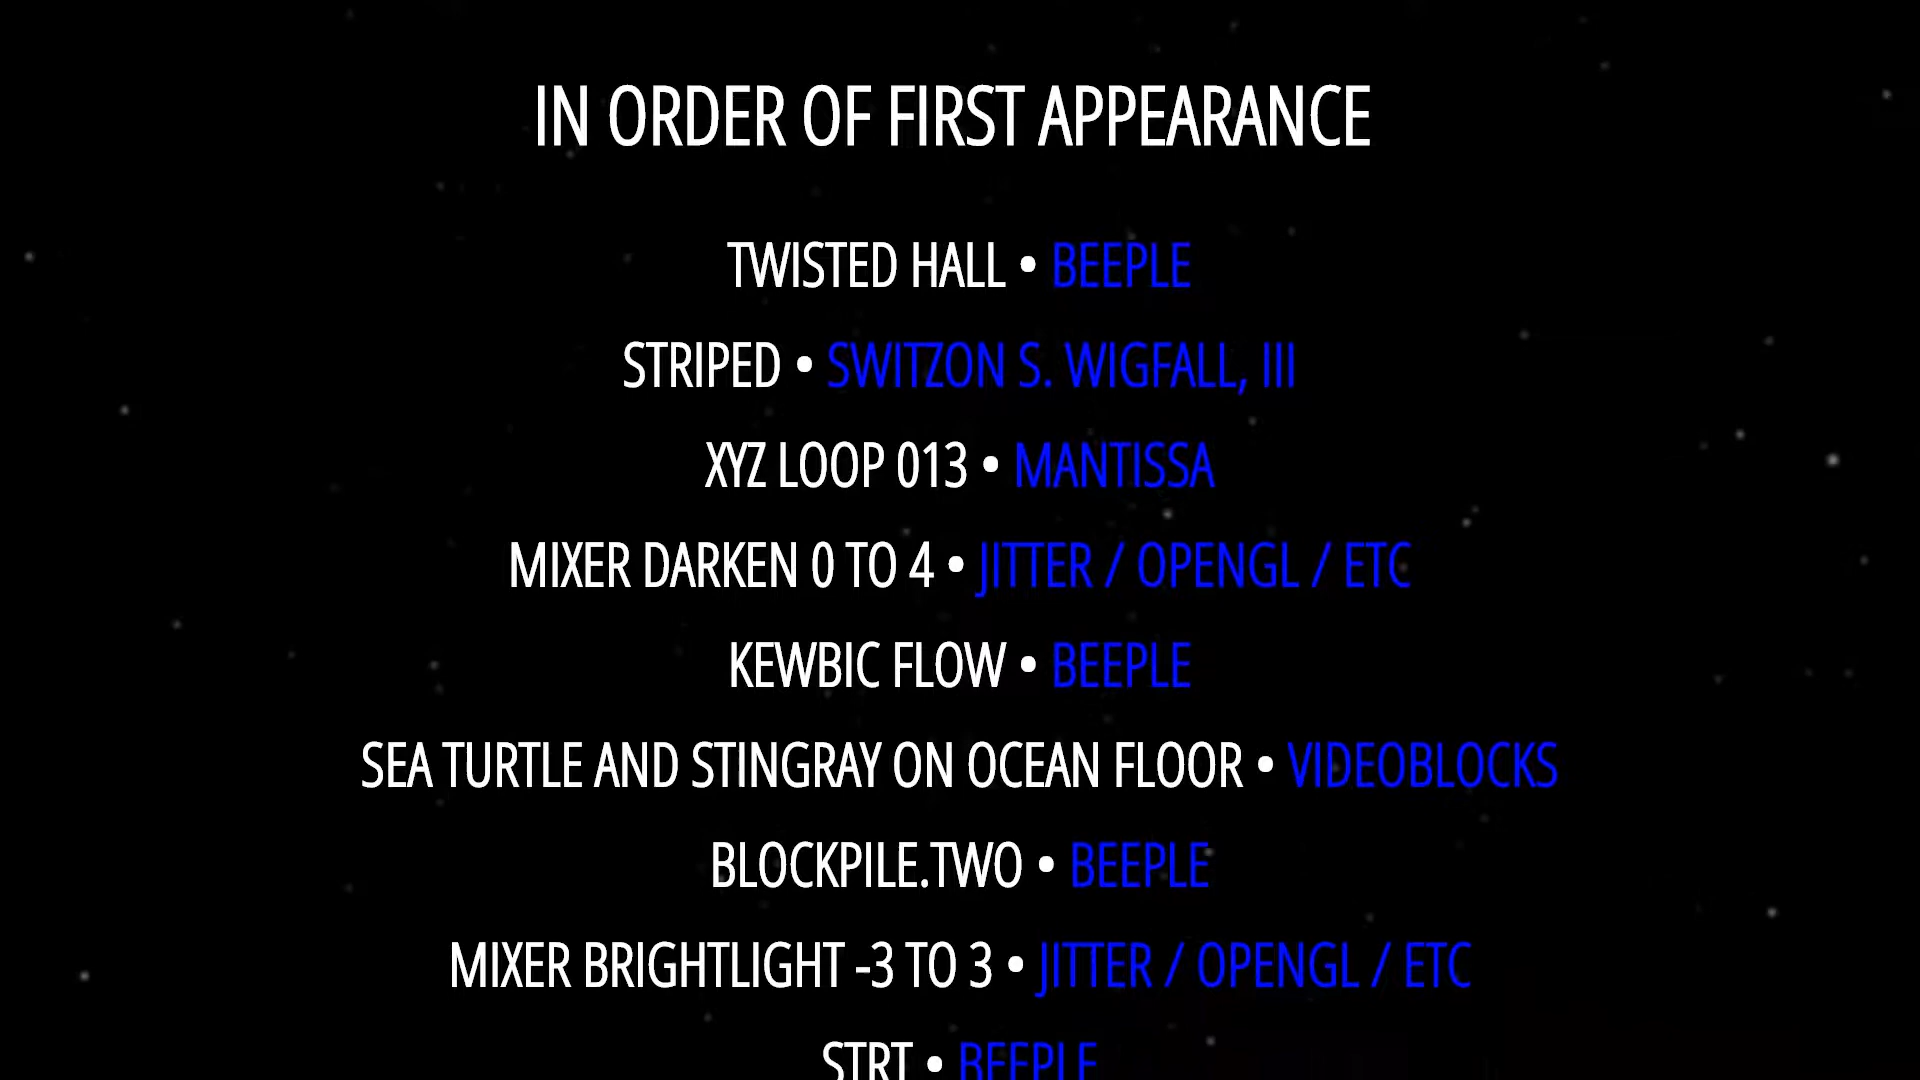 IN ORDER OF FIRST APPEARANCE
TWISTED HALL • BEEPLE
STRIPED • SWITZON S. WIGFALL, III
XYZ LOOP 013 • MANTISSA
MIXER DARKEN 0 TO 4 • JITTER / OPENGL / ETC
KEWBIC FLOW • BEEPLE
SEA TURTLE AND STINGRAY ON OCEAN FLOOR • VIDEOBLOCKS
BLOCKPILE.TWO • BEEPLE
MIXER BRIGHTLIGHT -3 TO 3 • JITTER / OPENGL / ETC
STRT • BEEPLE